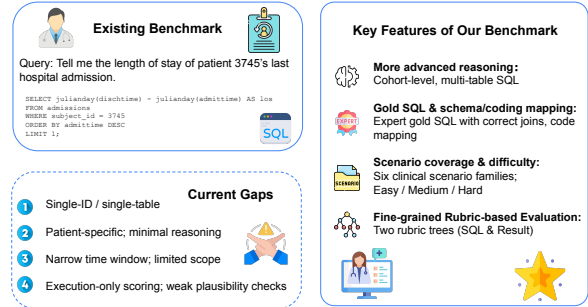 Existing Benchmark
Query: Tell me the length of stay of patient 3745's last
hospital admission.
SELECT julianday(dischtime) - julianday(admittime) AS los
FROM admissions
WHERE subject_id = 3745
ORDER BY admittime DESC
LIMIT 1;
SQL
Current Gaps
1 Single-ID / single-table
2 Patient-specific; minimal reasoning
3 Narrow time window; limited scope
4 Execution-only scoring; weak plausibility checks
Key Features of Our Benchmark
More advanced reasoning:
Cohort-level, multi-table SQL
EXPERT
Gold SQL & schema/coding mapping:
Expert gold SQL with correct joins, code
mapping
SCENARIO
Scenario coverage & difficulty:
Six clinical scenario families;
Easy / Medium / Hard
Fine-grained Rubric-based Evaluation:
Two rubric trees (SQL & Result)